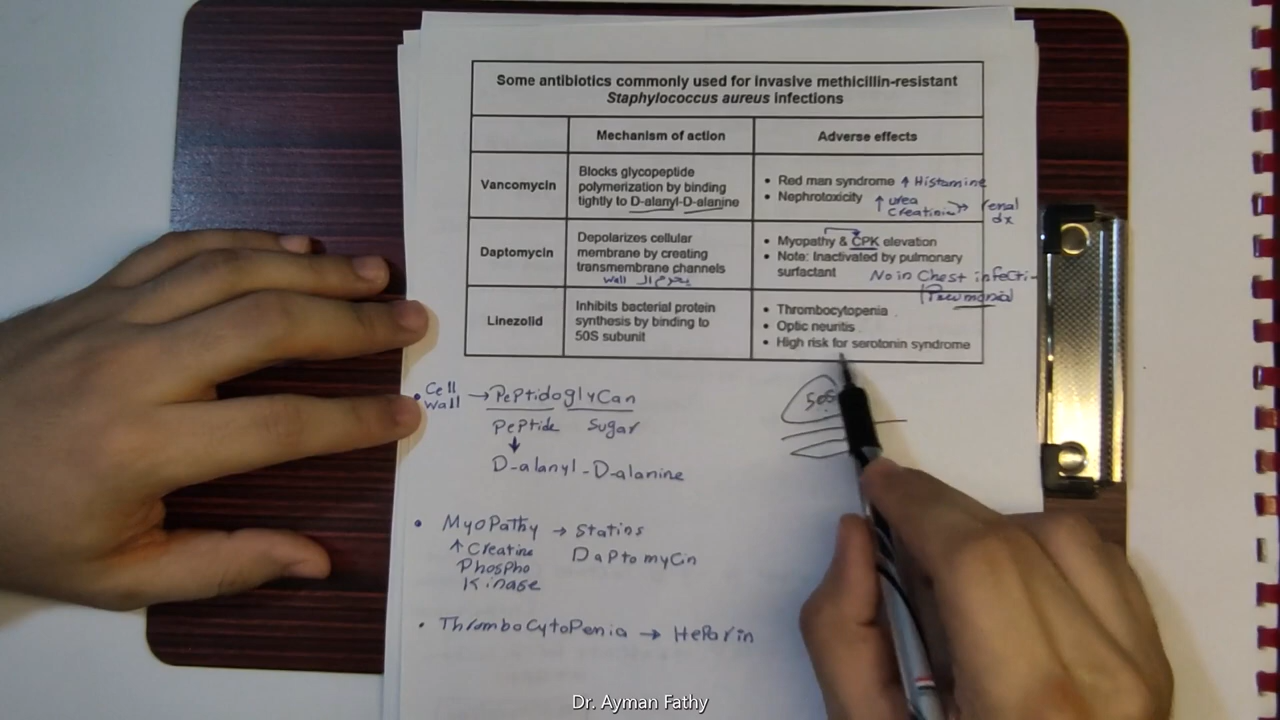 Some antibiotics commonly used for invasive methicillin-resistant
Staphylococcus aureus infections
Mechanism of action
Adverse effects
Vancomycin
Blocks glycopeptide
polymerization by binding
tightly to D-alanyl-D-alanine
• Red man syndrome ↑ Histamine
• Nephrotoxicity ↑ urea
Creatinin → renal
dx
Daptomycin
Depolarizes cellular
membrane by creating
transmembrane channels
wall
• Myopathy & CPK elevation
• Note: Inactivated by pulmonary
surfactant
No in Chest infecti-
Linezolid
Inhibits bacterial protein
synthesis by binding to
50S subunit
• Thrombocytopenia
• Optic neuritis
• High risk for serotonin syndrome
• Cell
wall → PePtidoglyCan
PePtide Sugar
↓
D-alanyl-D-alanine
50S
• MyoPathy → Statins
↑ Creatine
Phospho
Kinase
DaPtomyCin
• ThromboCytoPenia → HeParin
Dr. Ayman Fathy